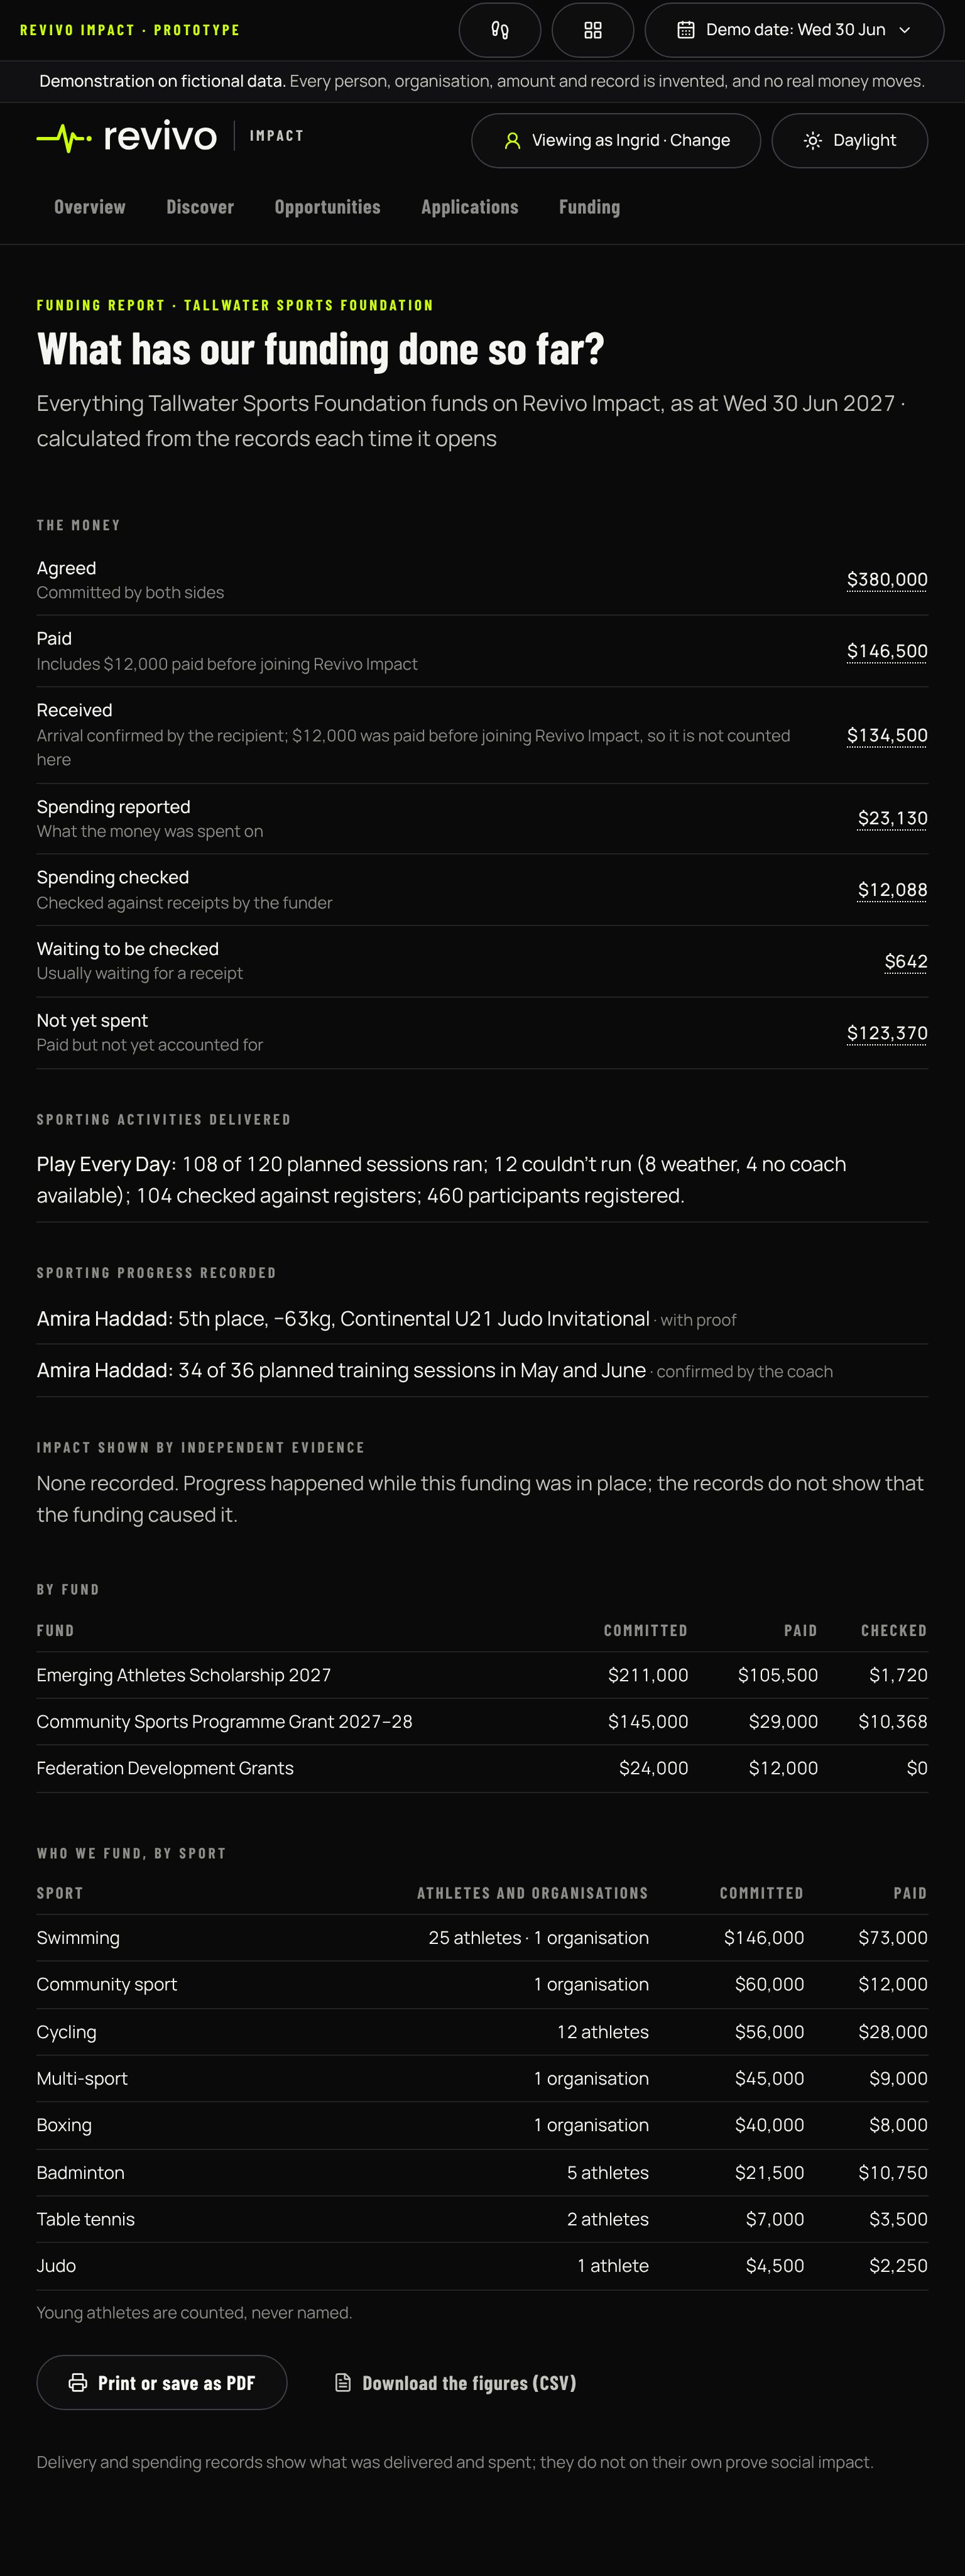 REVIVO IMPACT · PROTOTYPE
Demo date: Wed 30 Jun
Demonstration on fictional data. Every person, organisation, amount and record is invented, and no real money moves.
revivo IMPACT
Viewing as Ingrid · Change
Daylight
Overview Discover Opportunities Applications Funding
FUNDING REPORT · TALLWATER SPORTS FOUNDATION
What has our funding done so far?
Everything Tallwater Sports Foundation funds on Revivo Impact, as at Wed 30 Jun 2027 ·
calculated from the records each time it opens
THE MONEY
Agreed
Committed by both sides
$380,000
Paid
Includes $12,000 paid before joining Revivo Impact
$146,500
Received
Arrival confirmed by the recipient; $12,000 was paid before joining Revivo Impact, so it is not counted
here
$134,500
Spending reported
What the money was spent on
$23,130
Spending checked
Checked against receipts by the funder
$12,088
Waiting to be checked
Usually waiting for a receipt
$642
Not yet spent
Paid but not yet accounted for
$123,370
SPORTING ACTIVITIES DELIVERED
Play Every Day: 108 of 120 planned sessions ran; 12 couldn't run (8 weather, 4 no coach
available); 104 checked against registers; 460 participants registered.
SPORTING PROGRESS RECORDED
Amira Haddad: 5th place, −63kg, Continental U21 Judo Invitational · with proof
Amira Haddad: 34 of 36 planned training sessions in May and June · confirmed by the coach
IMPACT SHOWN BY INDEPENDENT EVIDENCE
None recorded. Progress happened while this funding was in place; the records do not show that
the funding caused it.
BY FUND
FUND COMMITTED PAID CHECKED
Emerging Athletes Scholarship 2027 $211,000 $105,500 $1,720
Community Sports Programme Grant 2027–28 $145,000 $29,000 $10,368
Federation Development Grants $24,000 $12,000 $0
WHO WE FUND, BY SPORT
SPORT ATHLETES AND ORGANISATIONS COMMITTED PAID
Swimming 25 athletes · 1 organisation $146,000 $73,000
Community sport 1 organisation $60,000 $12,000
Cycling 12 athletes $56,000 $28,000
Multi-sport 1 organisation $45,000 $9,000
Boxing 1 organisation $40,000 $8,000
Badminton 5 athletes $21,500 $10,750
Table tennis 2 athletes $7,000 $3,500
Judo 1 athlete $4,500 $2,250
Young athletes are counted, never named.
Print or save as PDF
Download the figures (CSV)
Delivery and spending records show what was delivered and spent; they do not on their own prove social impact.